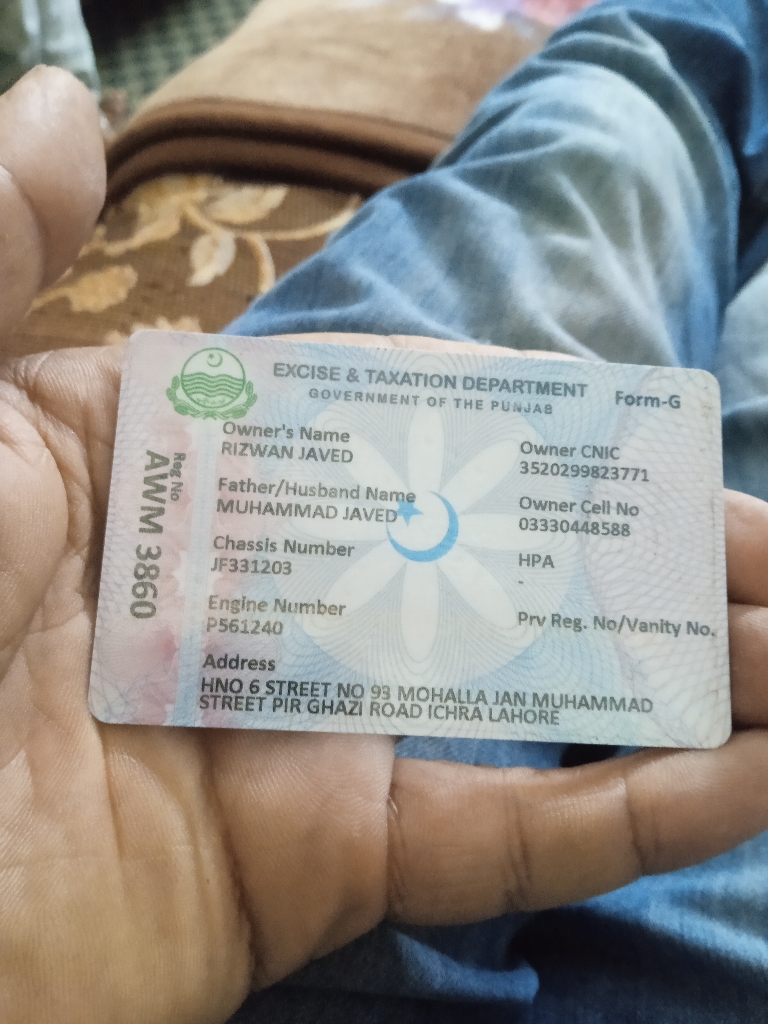 EXCISE & TAXATION DEPARTMENT
GOVERNMENT OF THE PUNJAB
Form-G
Reg No
AWM 3860
Owner's Name
RIZWAN JAVED
Father/Husband Name
MUHAMMAD JAVED
Chassis Number
JF331203
Engine Number
P561240
Owner CNIC
3520299823771
Owner Cell No
03330448588
HPA
-
Prv Reg. No/Vanity No.
Address
HNO 6 STREET NO 93 MOHALLA JAN MUHAMMAD
STREET PIR GHAZI ROAD ICHRA LAHORE